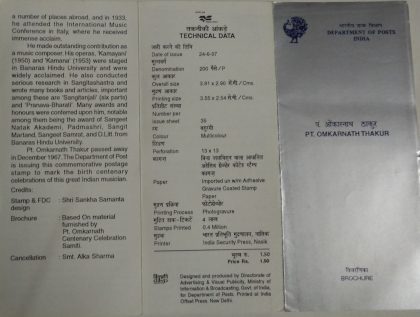 a number of places abroad, and in 1933,
he attended the International Music
Conference in Italy, where he received
immense acclaim.
He made outstanding contribution as
a music composer. His operas, 'Kamayani'
(1950) and 'Kamana' (1953) were staged
in Banaras Hindu University and were
widely acclaimed. He also conducted
serious research in Sangitashastra and
wrote many books and articles, important
among these are 'Sangitanjali' (six parts)
and 'Pranava-Bharati'. Many awards and
honours were conferred upon him, notable
among them being the award of Sangeet
Natak Akademi, Padmashri, Sangit
Martand, Sangeet Samrat, and D.Litt from
Banaras Hindu University.
Pt. Omkarnath Thakur passed away
in December 1967. The Department of Post
is issuing this commemorative postage
stamp to mark the birth centenary
celebrations of this great Indian musician.
Credits:
Stamp & FDC : Shri Sankha Samanta
Brochure : Based On material
furnished by
Pt. Omkarnath
Centenary Celebration
Samiti.
Cancellation : Smt. Alka Sharma
तकनीकी आंकड़े
TECHNICAL DATA
जारी करने की तिथि
Date of issue 24-6-97
मूल्यवर्ग
Denomination 200 पैसे/P
कुल आकार
Overall size 3.91 x 2.90 सेमी./Cms.
मुद्रण आकार
Printing size 3.55 x 2.54 सेमी./Cms.
प्रतिशीट संख्या
Number per
issue sheet 35
रंग बहुरंगी
Colour Multicolour
छिद्रण
Perforation 13 x 13
कागज
Paper Imported un w/m Adhesive
Gravure Coated Stamp
Paper
मुद्रण प्रक्रिया फोटोग्रेव्योर
Printing Process Photogravure
मुद्रित डाक-टिकटें 4 लाख
Stamps Printed 0.4 Million
मुद्रक भारत प्रतिभूति मुद्रणालय, नासिक
Printer India Security Press, Nasik
मूल्य रु. 1.50
Price Rs. 1.50
Designed and produced by Directorate of
Advertising & Visual Publicity, Ministry of
Information & Broadcasting, Govt. of India,
for Department of Posts. Printed at India
Offset Press, New Delhi.
भारतीय डाक विभाग
DEPARTMENT OF POSTS
INDIA
पं. ओंकारनाथ ठाकुर
PT. OMKARNATH THAKUR
विवरणिका
BROCHURE